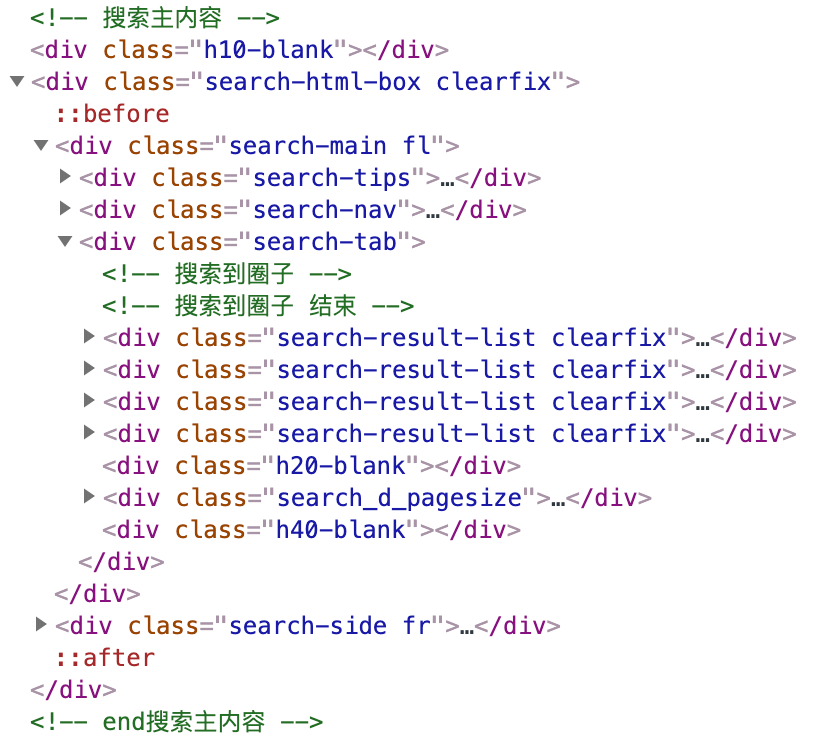 <!-- 搜索主内容 -->
<div class="h10-blank"></div>
<div class="search-html-box clearfix">
::before
<div class="search-main fl">
<div class="search-tips">…</div>
<div class="search-nav">…</div>
<div class="search-tab">
<!-- 搜索到圈子 -->
<!-- 搜索到圈子 结束 -->
<div class="search-result-list clearfix">…</div>
<div class="search-result-list clearfix">…</div>
<div class="search-result-list clearfix">…</div>
<div class="search-result-list clearfix">…</div>
<div class="h20-blank"></div>
<div class="search_d_pagesize">…</div>
<div class="h40-blank"></div>
</div>
</div>
<div class="search-side fr">…</div>
::after
</div>
<!-- end搜索主内容 -->